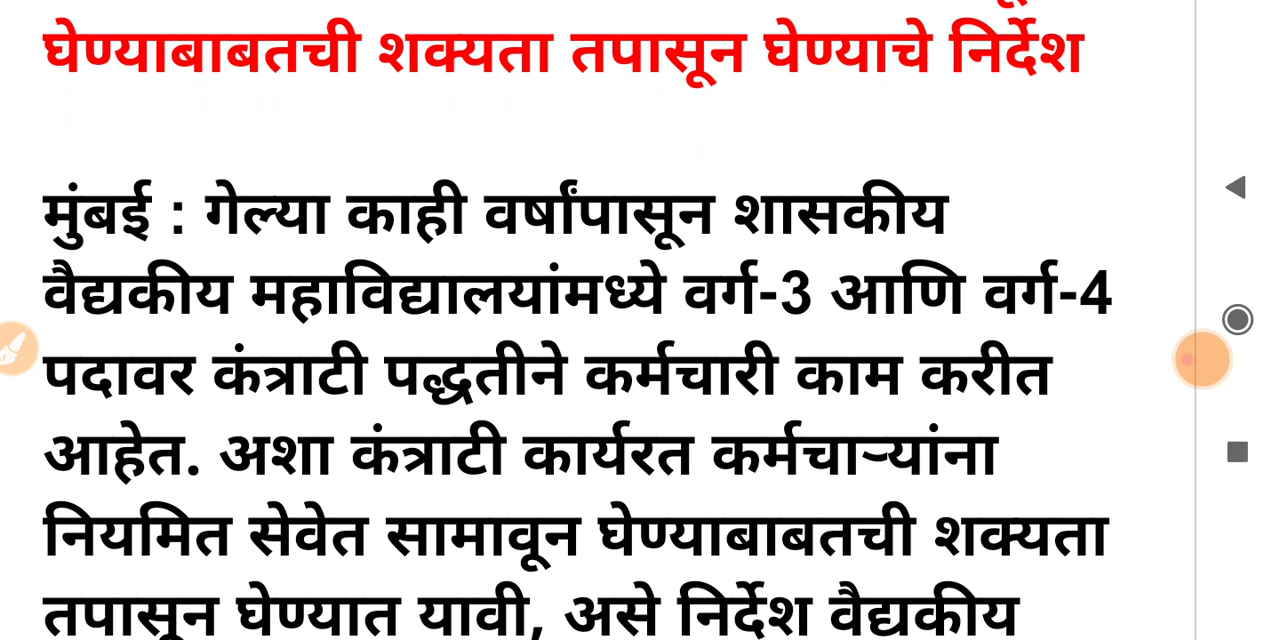 घेण्याबाबतची शक्यता तपासून घेण्याचे निर्देश
मुंबई : गेल्या काही वर्षांपासून शासकीय
वैद्यकीय महाविद्यालयांमध्ये वर्ग-3 आणि वर्ग-4
पदावर कंत्राटी पद्धतीने कर्मचारी काम करीत
आहेत. अशा कंत्राटी कार्यरत कर्मचाऱ्यांना
नियमित सेवेत सामावून घेण्याबाबतची शक्यता
तपासून घेण्यात यावी, असे निर्देश वैद्यकीय